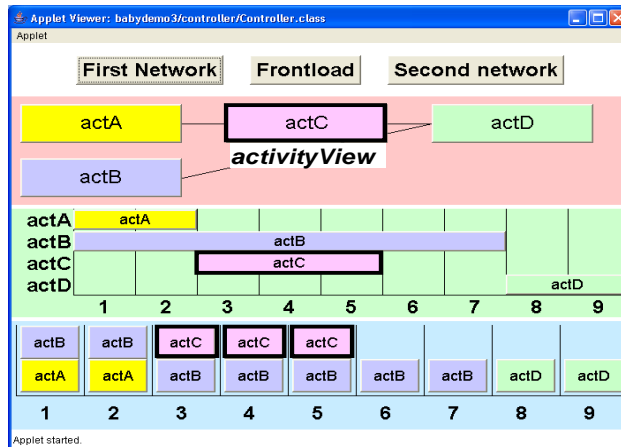 Applet Viewer: babydemo3/controller/Controller.class
Applet
First Network Frontload Second network
actA actC actD
activityView
actB
actA actA
actB actB
actC actC
actD actD
1 2 3 4 5 6 7 8 9
actB actB actC actC actC
actA actA actB actB actB actB actB actD actD
1 2 3 4 5 6 7 8 9
Applet started.